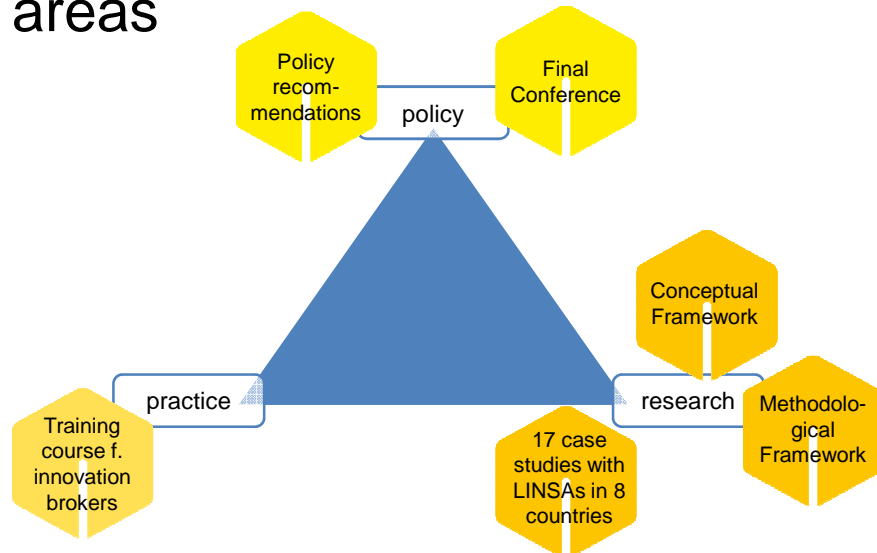 areas
Policy
recom-
mendations
policy
Final
Conference
Conceptual
Framework
practice
research
Training
course f.
innovation
brokers
17 case
studies with
LINSAs in 8
countries
Methodolo-
gical
Framework